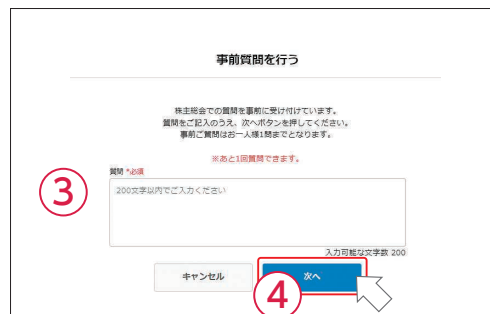 事前質問を行う
株主総会での質問を事前に受け付けています。
質問をご記入のうえ、次へボタンを押してください。
事前ご質問はお一人様1問までとなります。
※あと1回質問できます。
質問 *必須
③
200文字以内でご入力ください
入力可能な文字数 200
キャンセル
次へ
④